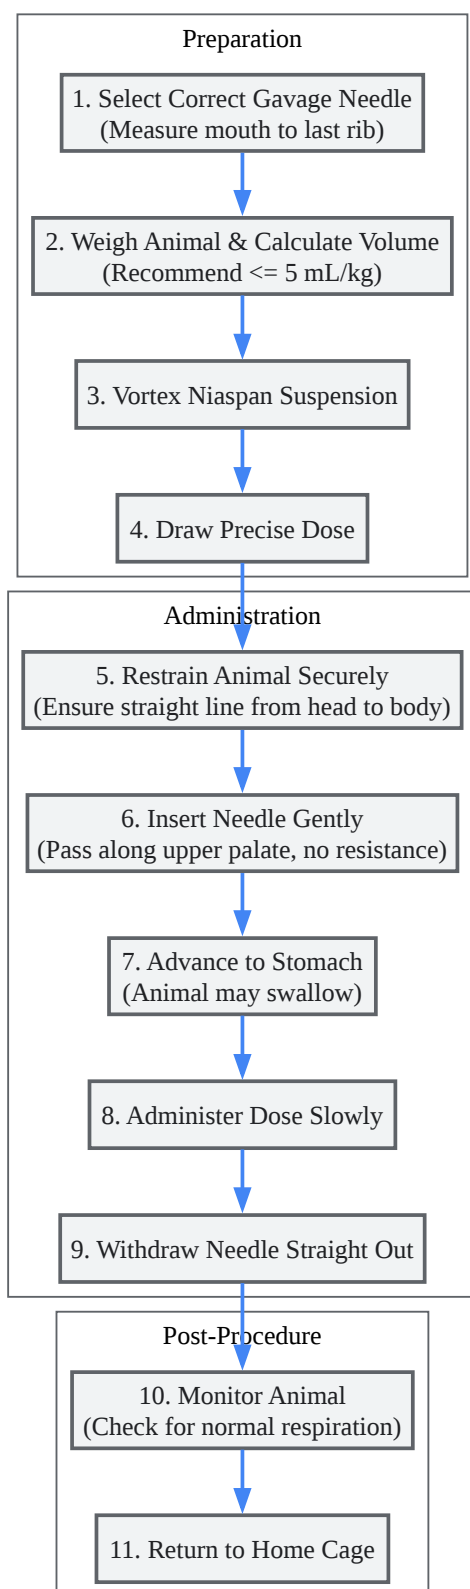 Preparation
1. Select Correct Gavage Needle
(Measure mouth to last rib)
2. Weigh Animal & Calculate Volume
(Recommend <= 5 mL/kg)
3. Vortex Niaspan Suspension
4. Draw Precise Dose
Administration
5. Restrain Animal Securely
(Ensure straight line from head to body)
6. Insert Needle Gently
(Pass along upper palate, no resistance)
7. Advance to Stomach
(Animal may swallow)
8. Administer Dose Slowly
9. Withdraw Needle Straight Out
Post-Procedure
10. Monitor Animal
(Check for normal respiration)
11. Return to Home Cage